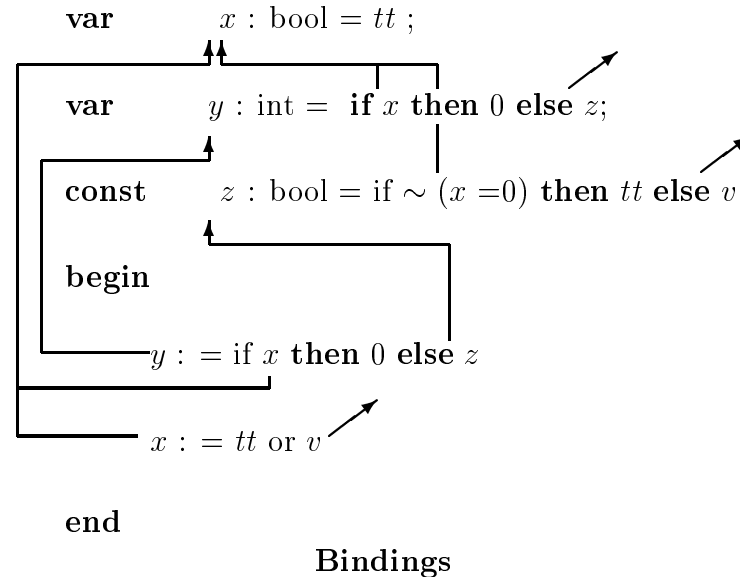 var x : bool = tt ;
var y : int = if x then 0 else z;
const z : bool = if ∼ (x =0) then tt else v
begin
y : = if x then 0 else z
x : = tt or v
end
Bindings